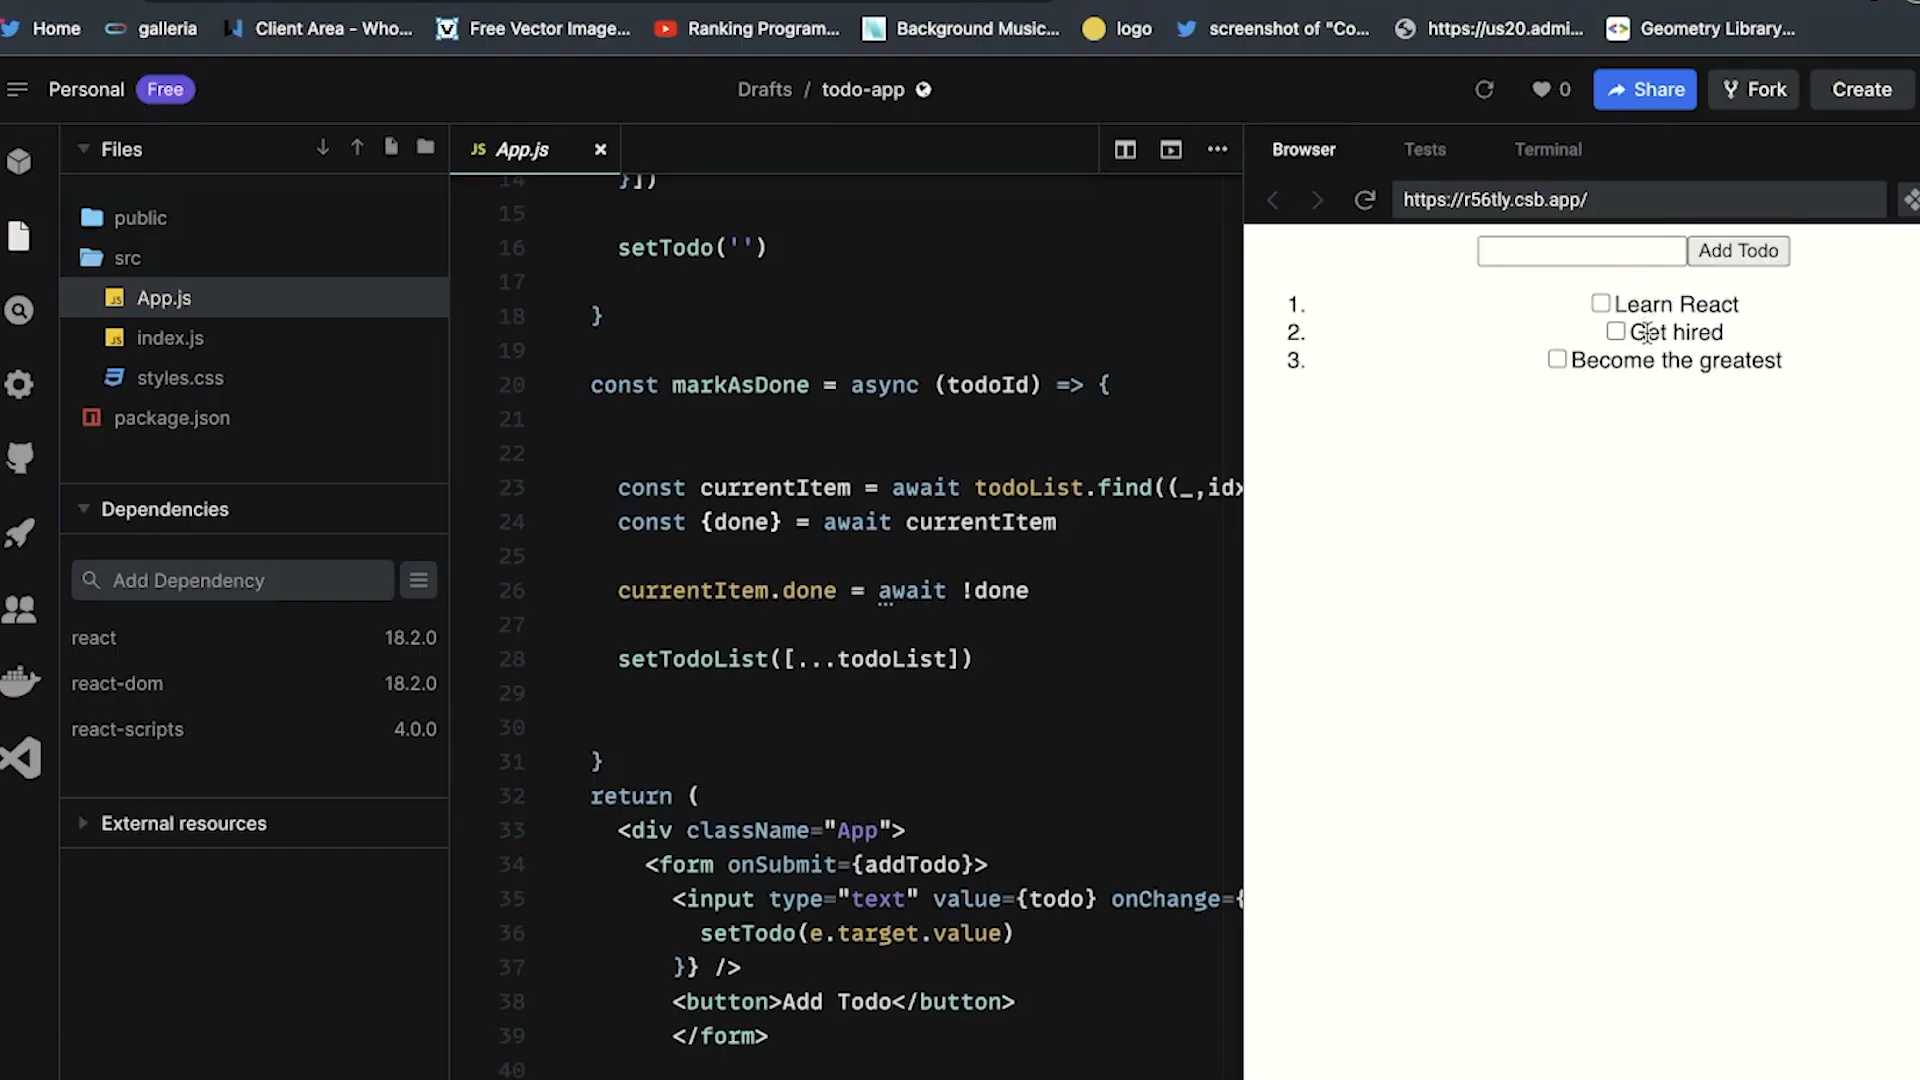 Home
galleria
Client Area - Who...
Free Vector Image...
Ranking Program...
Background Music...
logo
screenshot of "Co...
https://us20.admi...
Geometry Library...
Personal
Free
Drafts / todo-app
0
Share
Fork
Create
Files
public
src
App.js
index.js
styles.css
package.json
Dependencies
Add Dependency
react 18.2.0
react-dom 18.2.0
react-scripts 4.0.0
External resources
JS App.js
14 }])
15
16 setTodo('')
17
18 }
19
20 const markAsDone = async (todoId) => {
21
22
23 const currentItem = await todoList.find((_,idx
24 const {done} = await currentItem
25
26 currentItem.done = await !done
27
28 setTodoList([...todoList])
29
30
31 }
32 return (
33 <div className="App">
34 <form onSubmit={addTodo}>
35 <input type="text" value={todo} onChange={
36 setTodo(e.target.value)
37 }} />
38 <button>Add Todo</button>
39 </form>
40
Browser
Tests
Terminal
https://r56tly.csb.app/
Add Todo
1. Learn React
2. Get hired
3. Become the greatest